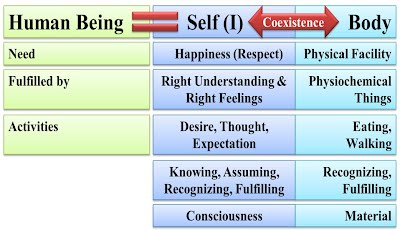 Human Being = Self (I) Coexistence Body
Need Happiness (Respect) Physical Facility
Fulfilled by Right Understanding & Physiochemical
Right Feelings Things
Activities Desire, Thought, Eating,
Expectation Walking
Knowing, Assuming, Recognizing,
Recognizing, Fulfilling Fulfilling
Consciousness Material